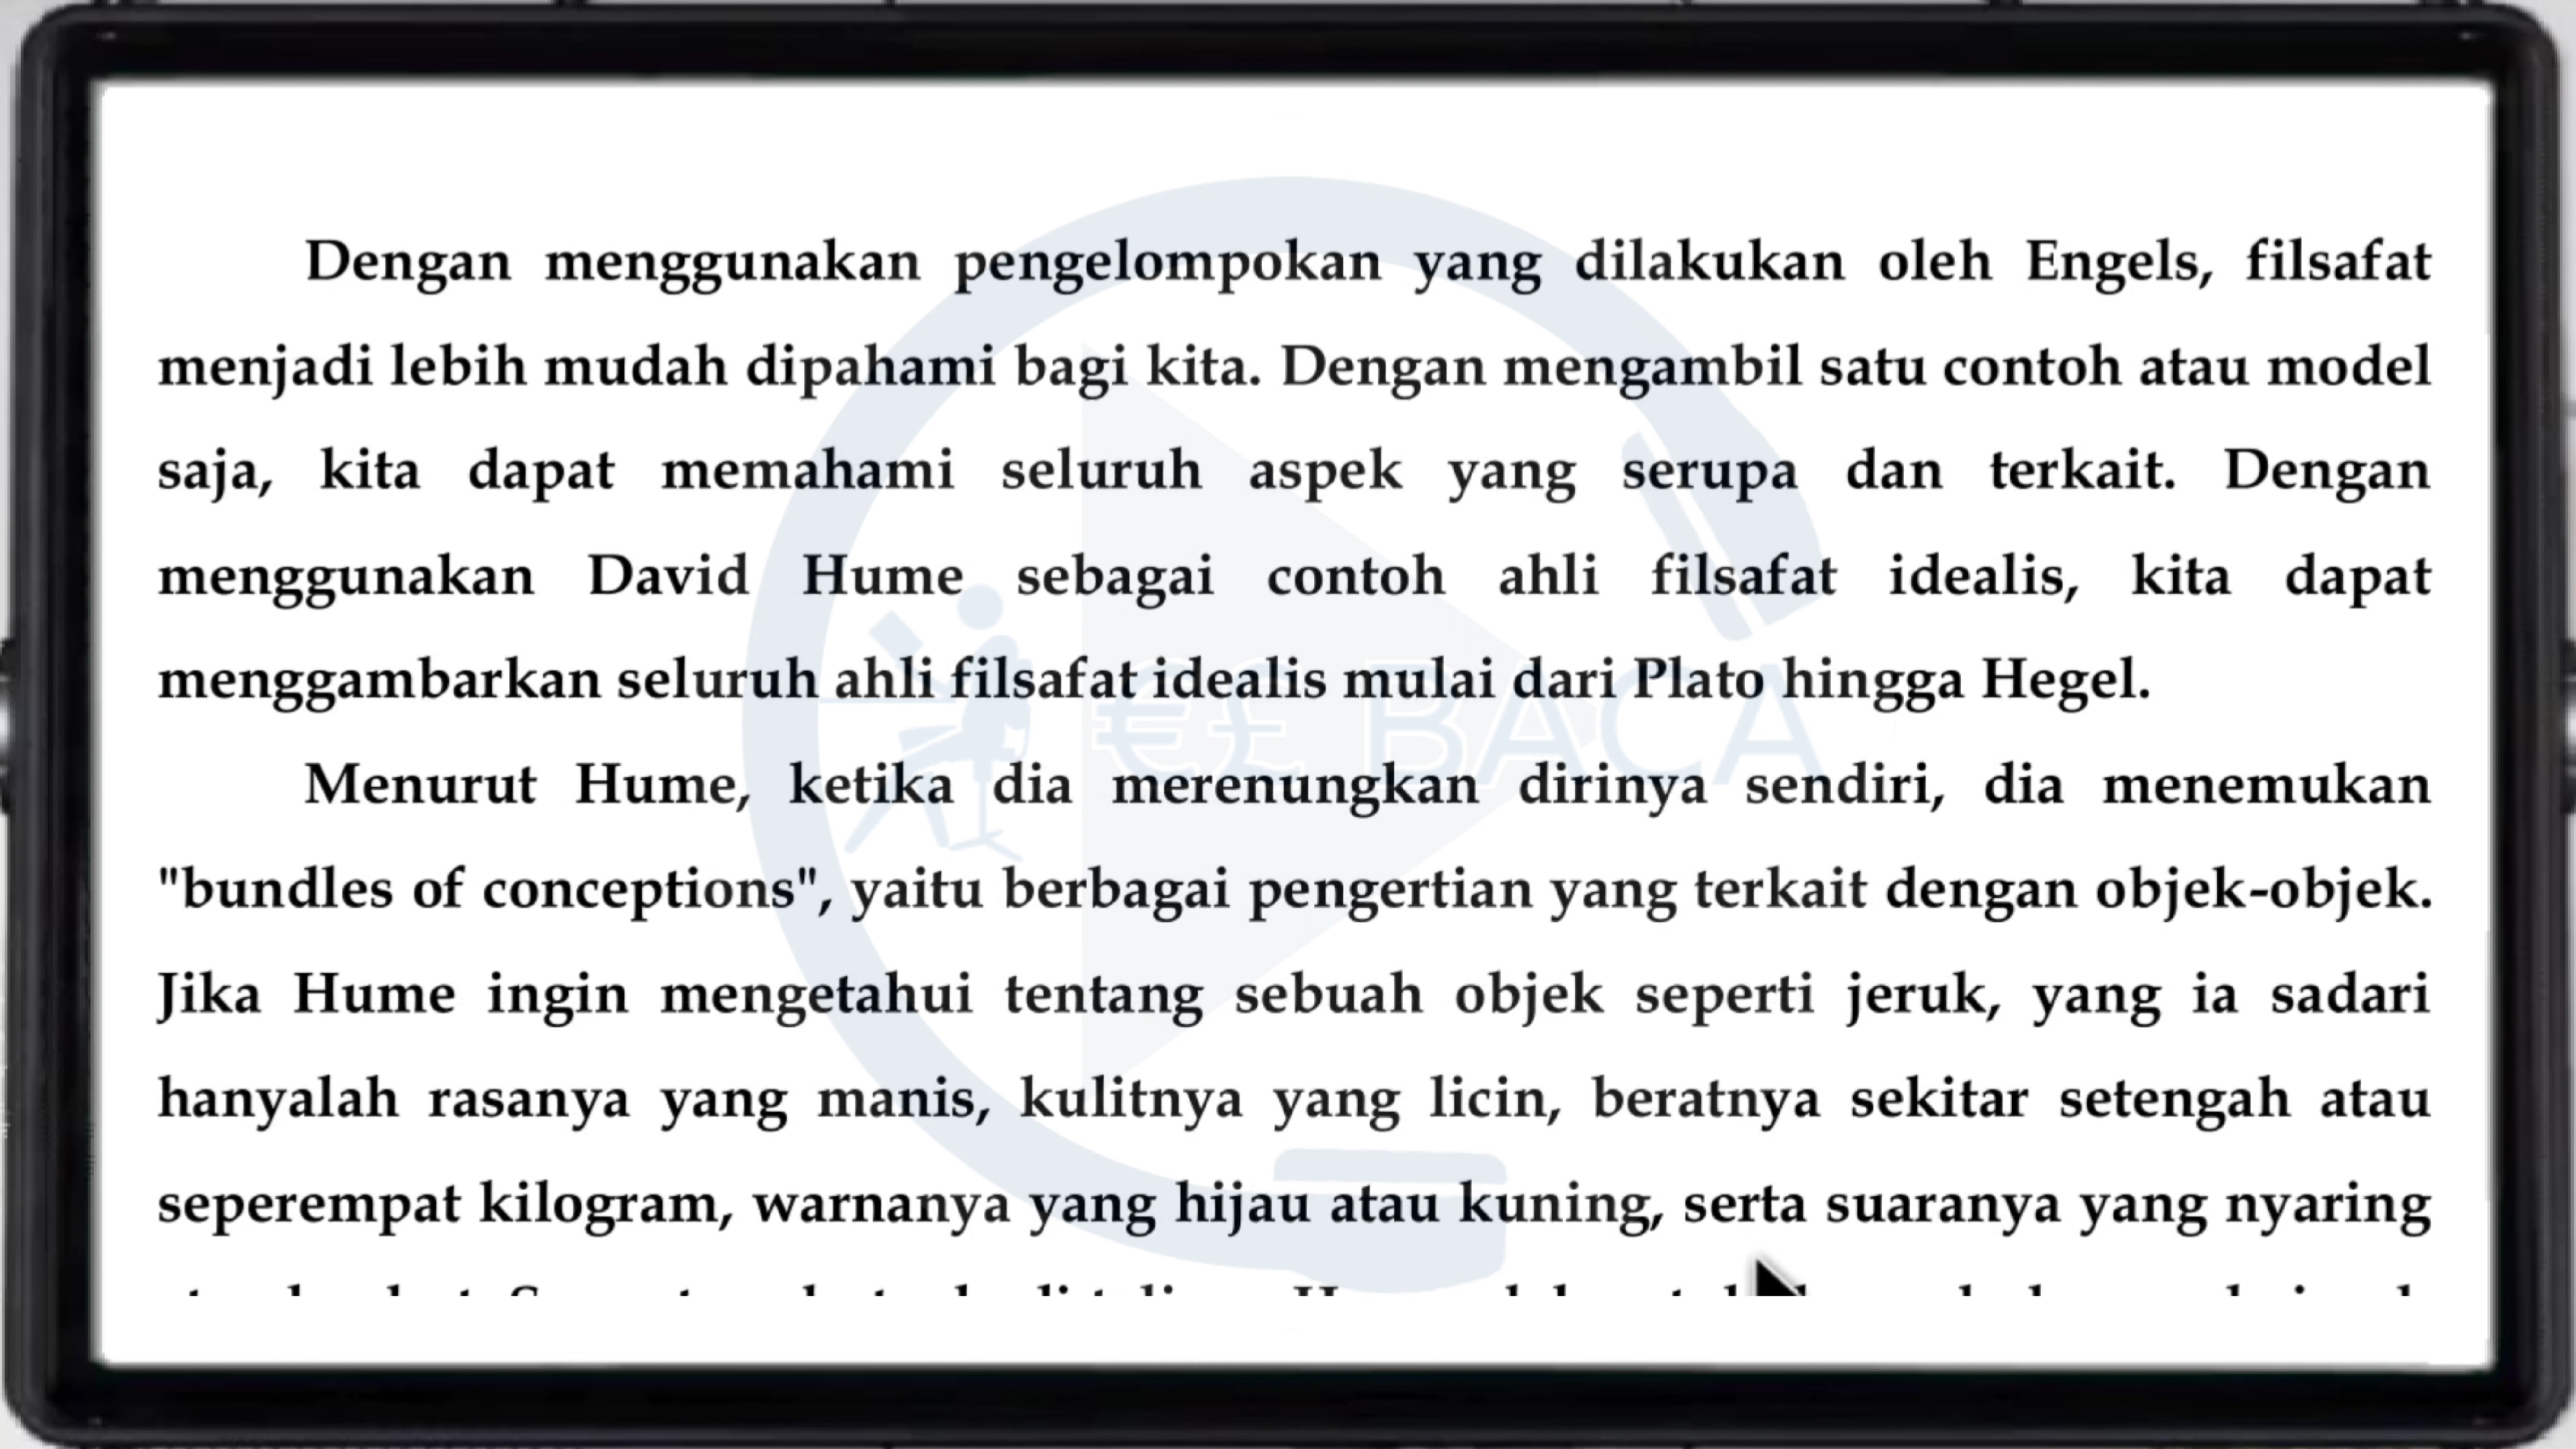 Dengan menggunakan pengelompokan yang dilakukan oleh Engels, filsafat
menjadi lebih mudah dipahami bagi kita. Dengan mengambil satu contoh atau model
saja, kita dapat memahami seluruh aspek yang serupa dan terkait. Dengan
menggunakan David Hume sebagai contoh ahli filsafat idealis, kita dapat
menggambarkan seluruh ahli filsafat idealis mulai dari Plato hingga Hegel.
€£ BACA
Menurut Hume, ketika dia merenungkan dirinya sendiri, dia menemukan
"bundles of conceptions", yaitu berbagai pengertian yang terkait dengan objek-objek.
Jika Hume ingin mengetahui tentang sebuah objek seperti jeruk, yang ia sadari
hanyalah rasanya yang manis, kulitnya yang licin, beratnya sekitar setengah atau
seperempat kilogram, warnanya yang hijau atau kuning, serta suaranya yang nyaring